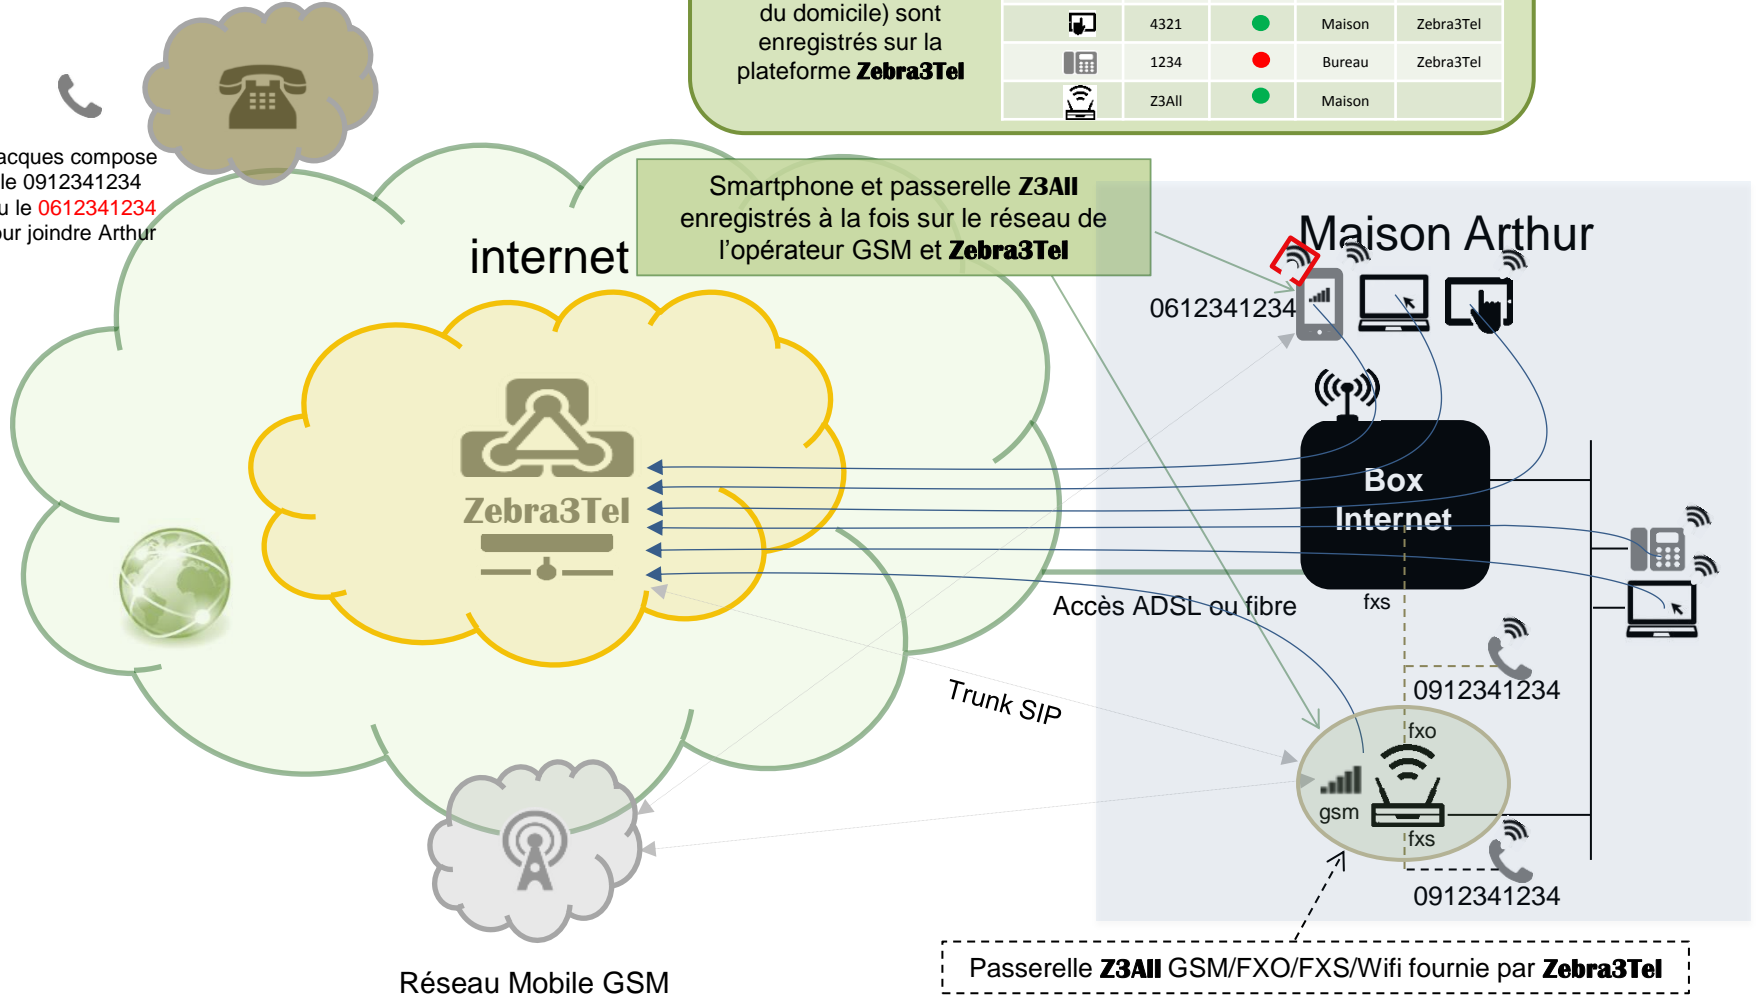 du domicile) sont
enregistrés sur la
plateforme Zebra3Tel
4321 Maison Zebra3Tel
1234 Bureau Zebra3Tel
Z3All Maison
acques compose
le 0912341234
u le 0612341234
our joindre Arthur
Smartphone et passerelle Z3All
enregistrés à la fois sur le réseau de
l'opérateur GSM et Zebra3Tel
internet
Maison Arthur
0612341234
Zebra3Tel
Box
Internet
fxs
Accès ADSL ou fibre
Trunk SIP
0912341234
fxo
gsm
fxs
0912341234
Passerelle Z3All GSM/FXO/FXS/Wifi fournie par Zebra3Tel
Réseau Mobile GSM